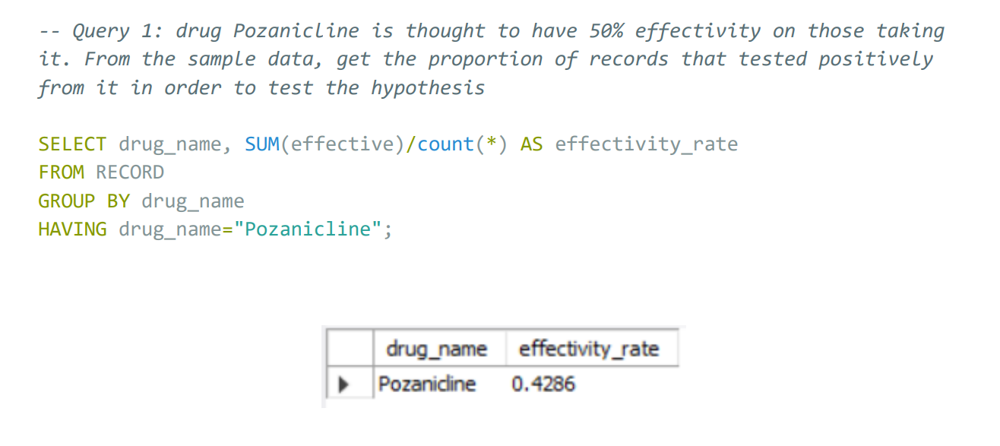 -- Query 1: drug Pozanicline is thought to have 50% effectivity on those taking
it. From the sample data, get the proportion of records that tested positively
from it in order to test the hypothesis
SELECT drug_name, SUM(effective)/count(*) AS effectivity_rate
FROM RECORD
GROUP BY drug_name
HAVING drug_name="Pozanicline";
drug_name effectivity_rate
Pozanicline 0.4286